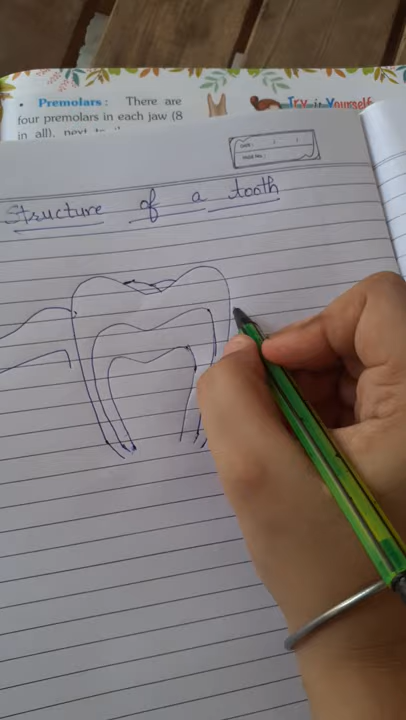 • Premolars : There are
four premolars in each jaw (8
in all), next to
Try it Yourself
DATE: / /
PAGE No.:
Structure of a tooth